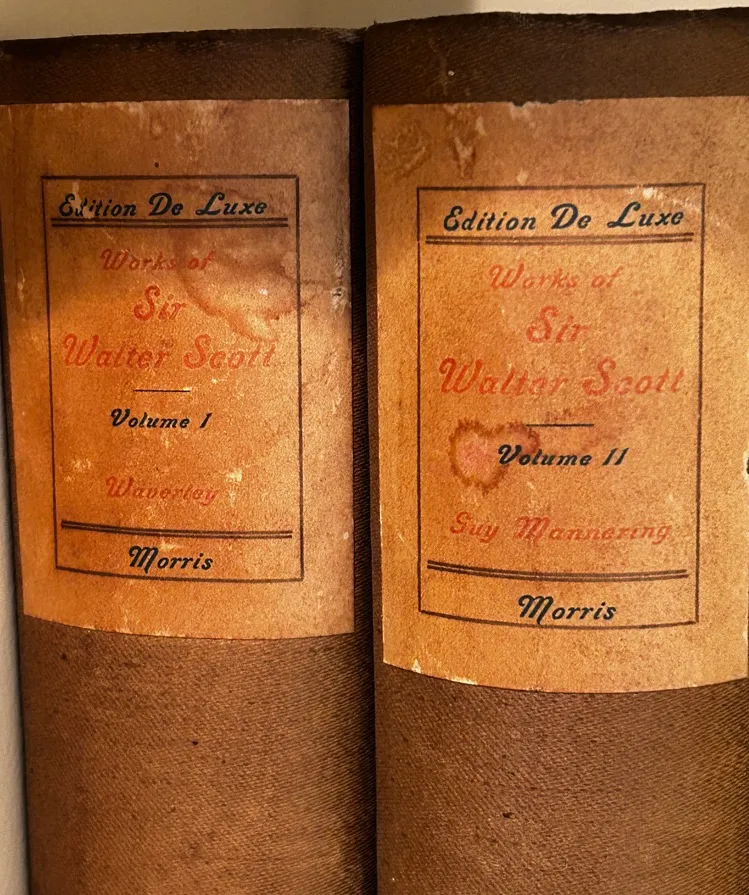 Edition De Luxe
Works of
Sir
Walter Scott
Volume I
Waverley
Morris
Edition De Luxe
Works of
Sir
Walter Scott
Volume II
Guy Mannering
Morris